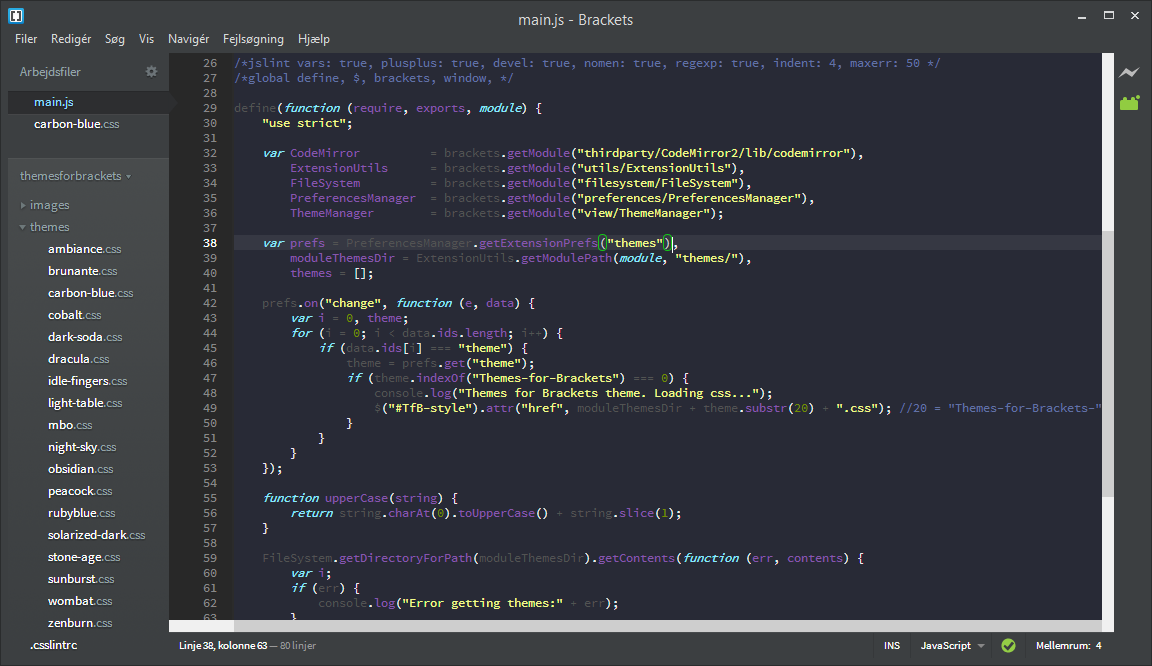 main.js - Brackets
Filer Redigér Søg Vis Navigér Fejlsøgning Hjælp
Arbejdsfiler
main.js
carbon-blue.css
themesforbrackets
images
themes
ambiance.css
brunante.css
carbon-blue.css
cobalt.css
dark-soda.css
dracula.css
idle-fingers.css
light-table.css
mbo.css
night-sky.css
obsidian.css
peacock.css
rubyblue.css
solarized-dark.css
stone-age.css
sunburst.css
wombat.css
zenburn.css
.csslintrc
26 /*jslint vars: true, plusplus: true, devel: true, nomen: true, regexp: true, indent: 4, maxerr: 50 */
27 /*global define, $, brackets, window, */
28
29 define(function (require, exports, module) {
30 "use strict";
31
32 var CodeMirror = brackets.getModule("thirdparty/CodeMirror2/lib/codemirror"),
33 ExtensionUtils = brackets.getModule("utils/ExtensionUtils"),
34 FileSystem = brackets.getModule("filesystem/FileSystem"),
35 PreferencesManager = brackets.getModule("preferences/PreferencesManager"),
36 ThemeManager = brackets.getModule("view/ThemeManager");
37
38 var prefs = PreferencesManager.getExtensionPrefs("themes"),
39 moduleThemesDir = ExtensionUtils.getModulePath(module, "themes/"),
40 themes = [];
41
42 prefs.on("change", function (e, data) {
43 var i = 0, theme;
44 for (i = 0; i < data.ids.length; i++) {
45 if (data.ids[i] === "theme") {
46 theme = prefs.get("theme");
47 if (theme.indexOf("Themes-for-Brackets") === 0) {
48 console.log("Themes for Brackets theme. Loading css...");
49 $("#TfB-style").attr("href", moduleThemesDir + theme.substr(20) + ".css"); //20 = "Themes-for-Brackets-"
50 }
51 }
52 }
53 });
54
55 function upperCase(string) {
56 return string.charAt(0).toUpperCase() + string.slice(1);
57 }
58
59 FileSystem.getDirectoryForPath(moduleThemesDir).getContents(function (err, contents) {
60 var i;
61 if (err) {
62 console.log("Error getting themes:" + err);
63 }
Linje 38, kolonne 63 — 80 linjer INS JavaScript Mellemrum: 4